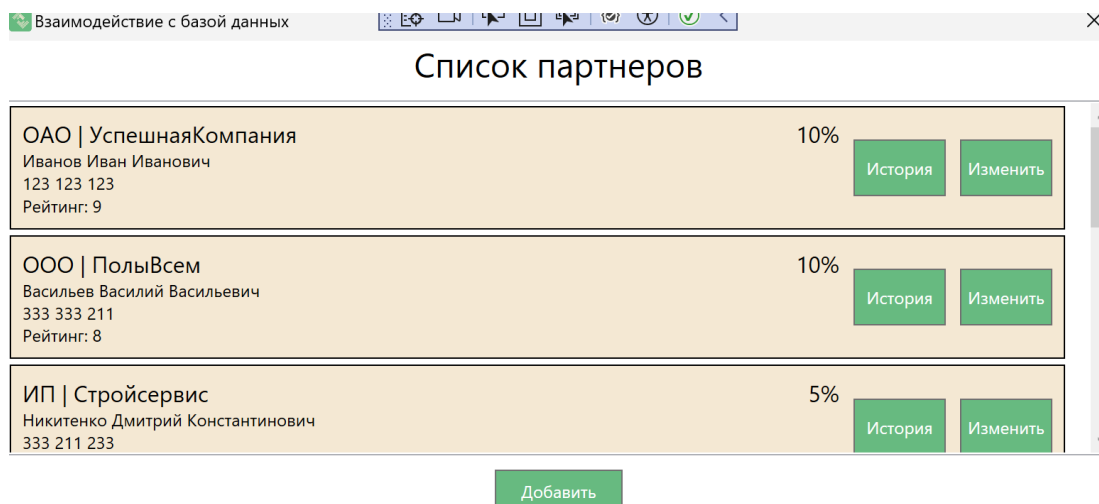 Взаимодействие с базой данных
Список партнеров
ОАО | УспешнаяКомпания
10%
Иванов Иван Иванович
123 123 123
Рейтинг: 9
История
Изменить
ООО | ПолыВсем
10%
Васильев Василий Васильевич
333 333 211
Рейтинг: 8
История
Изменить
ИП | Стройсервис
5%
Никитенко Дмитрий Константинович
333 211 233
История
Изменить
Добавить